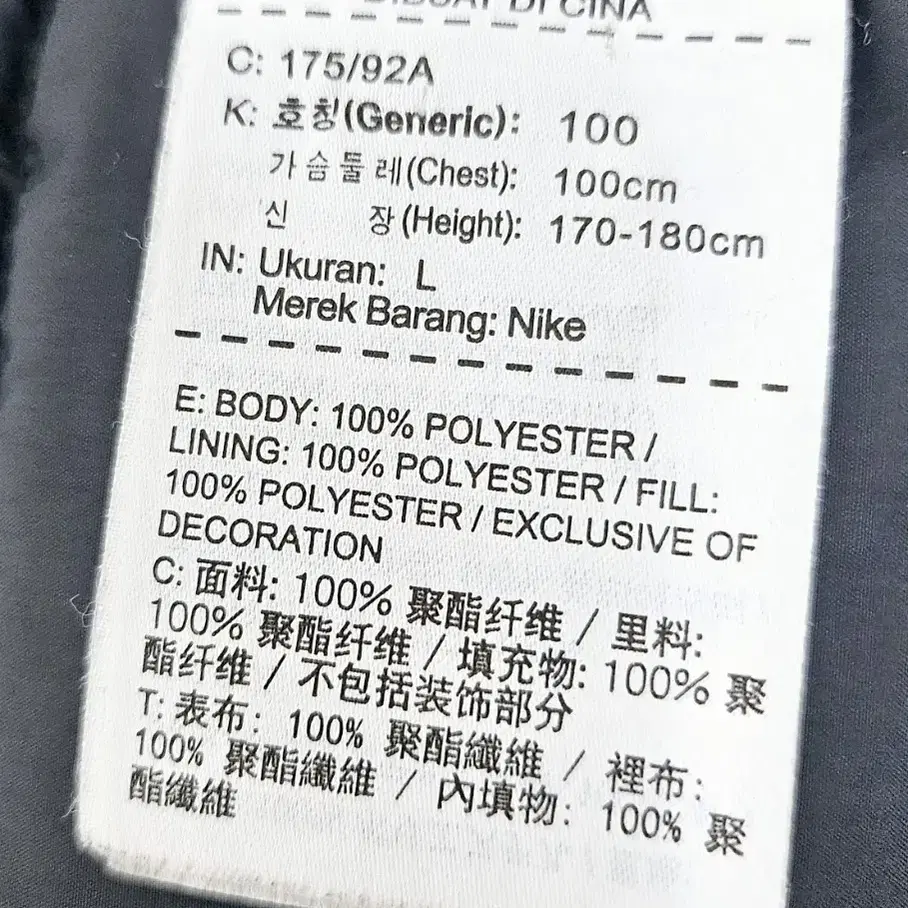 DIBUAT DI CINA
C: 175/92A
K: 호칭(Generic): 100
가슴둘레(Chest): 100cm
신 장(Height): 170-180cm
IN: Ukuran: L
Merek Barang: Nike
E: BODY: 100% POLYESTER /
LINING: 100% POLYESTER / FILL:
100% POLYESTER / EXCLUSIVE OF
DECORATION
C: 面料: 100% 聚酯纤维 / 里料:
100% 聚酯纤维 / 填充物: 100% 聚
酯纤维 / 不包括装饰部分
T: 表布: 100% 聚酯纖維 / 裡布:
100% 聚酯纖維 / 內填物: 100% 聚
酯纖維